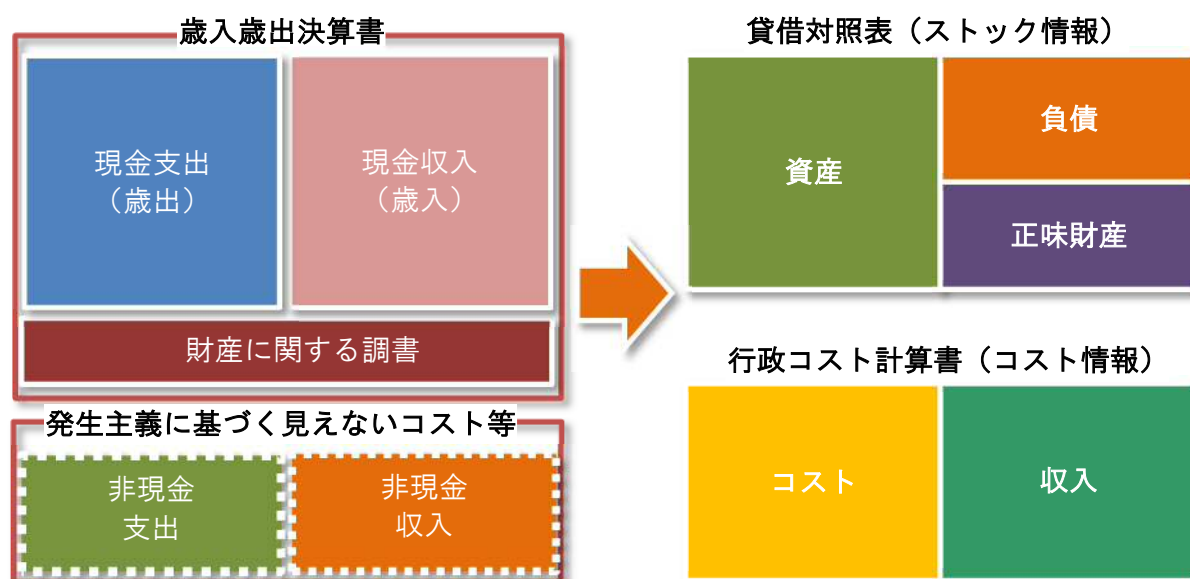 歳入歳出決算書
現金支出
（歳出）
現金収入
（歳入）
財産に関する調書
発生主義に基づく見えないコスト等
非現金
支出
非現金
収入
貸借対照表（ストック情報）
資産
負債
正味財産
行政コスト計算書（コスト情報）
コスト
収入